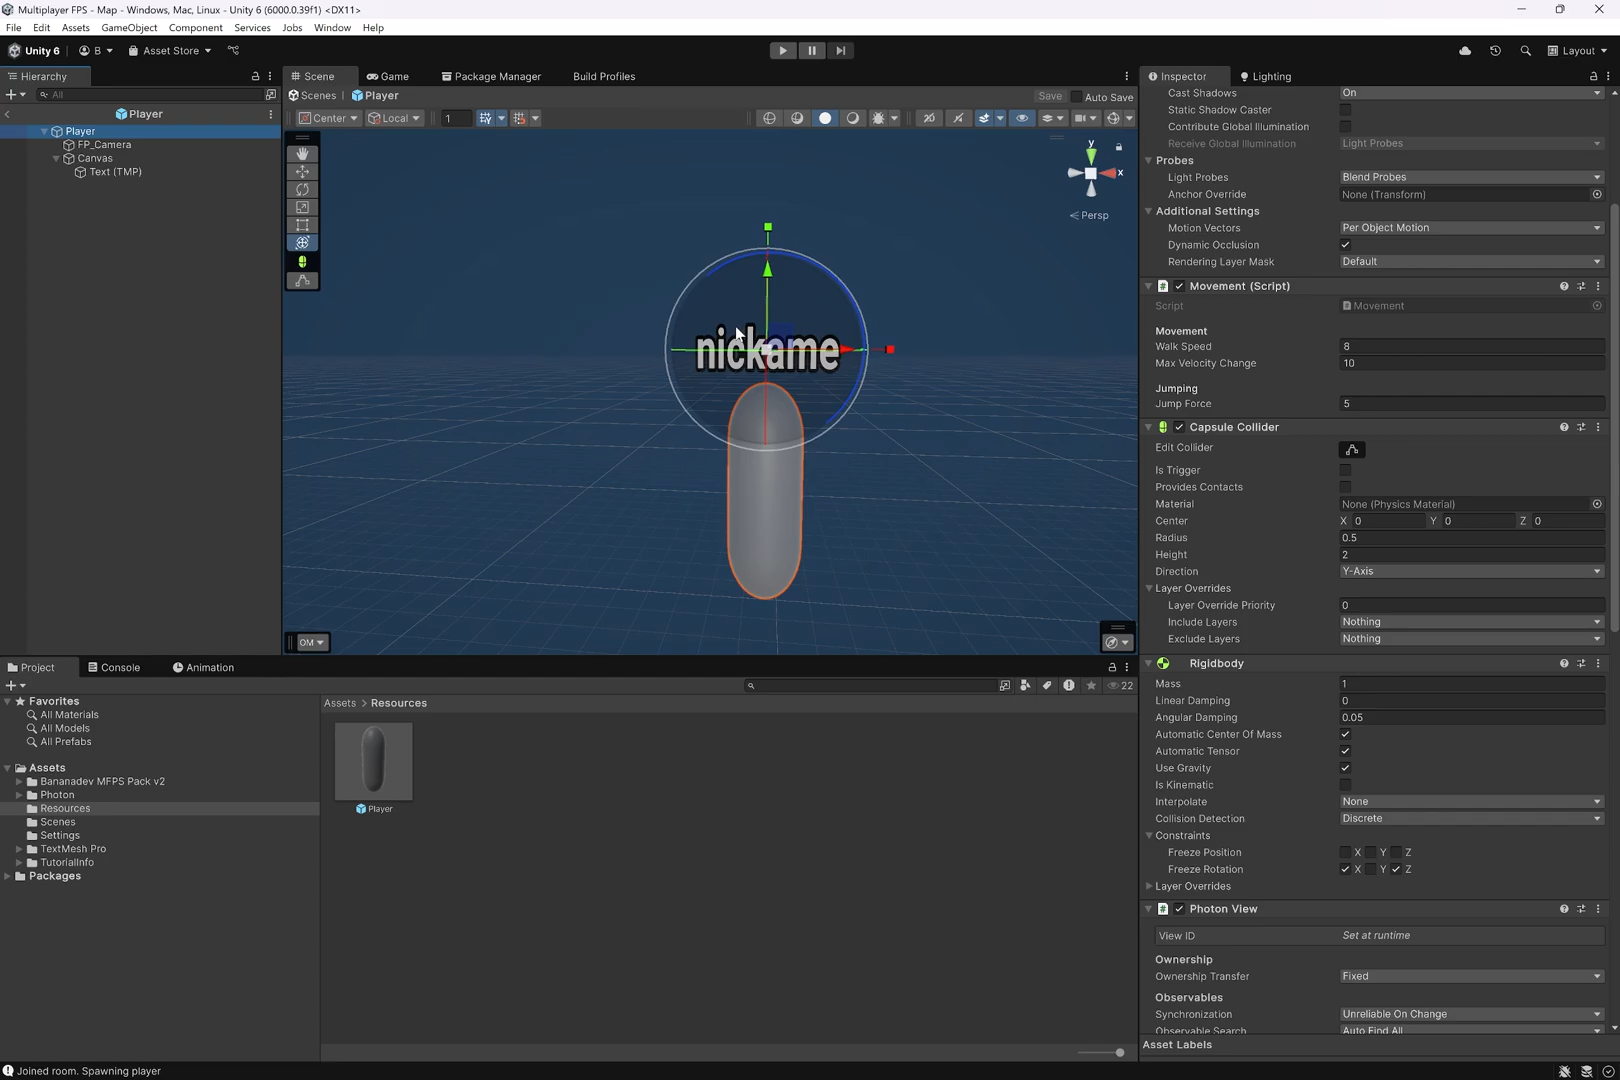 Multiplayer FPS - Map - Windows, Mac, Linux - Unity 6 (6000.0.39f1) <DX11>
File Edit Assets GameObject Component Services Jobs Window Help
Unity 6 B Asset Store Layout
Hierarchy
All
Player
Player
FP_Camera
Canvas
Text (TMP)
Scene Game Package Manager Build Profiles
Scenes Player Save Auto Save
Center Local 1
y
x
Persp
nickame
OM
Project Console Animation
22
Favorites
All Materials
All Models
All Prefabs
Assets
Bananadev MFPS Pack v2
Photon
Resources
Scenes
Settings
TextMesh Pro
TutorialInfo
Packages
Assets > Resources
Player
Inspector Lighting
Cast Shadows On
Static Shadow Caster
Contribute Global Illumination
Receive Global Illumination Light Probes
Probes
Light Probes Blend Probes
Anchor Override None (Transform)
Additional Settings
Motion Vectors Per Object Motion
Dynamic Occlusion
Rendering Layer Mask Default
Movement (Script)
Script Movement
Movement
Walk Speed 8
Max Velocity Change 10
Jumping
Jump Force 5
Capsule Collider
Edit Collider
Is Trigger
Provides Contacts
Material None (Physics Material)
Center X 0 Y 0 Z 0
Radius 0.5
Height 2
Direction Y-Axis
Layer Overrides
Layer Override Priority 0
Include Layers Nothing
Exclude Layers Nothing
Rigidbody
Mass 1
Linear Damping 0
Angular Damping 0.05
Automatic Center Of Mass
Automatic Tensor
Use Gravity
Is Kinematic
Interpolate None
Collision Detection Discrete
Constraints
Freeze Position X Y Z
Freeze Rotation X Y Z
Layer Overrides
Photon View
View ID Set at runtime
Ownership
Ownership Transfer Fixed
Observables
Synchronization Unreliable On Change
Observable Search Auto Find All
Asset Labels
Joined room. Spawning player